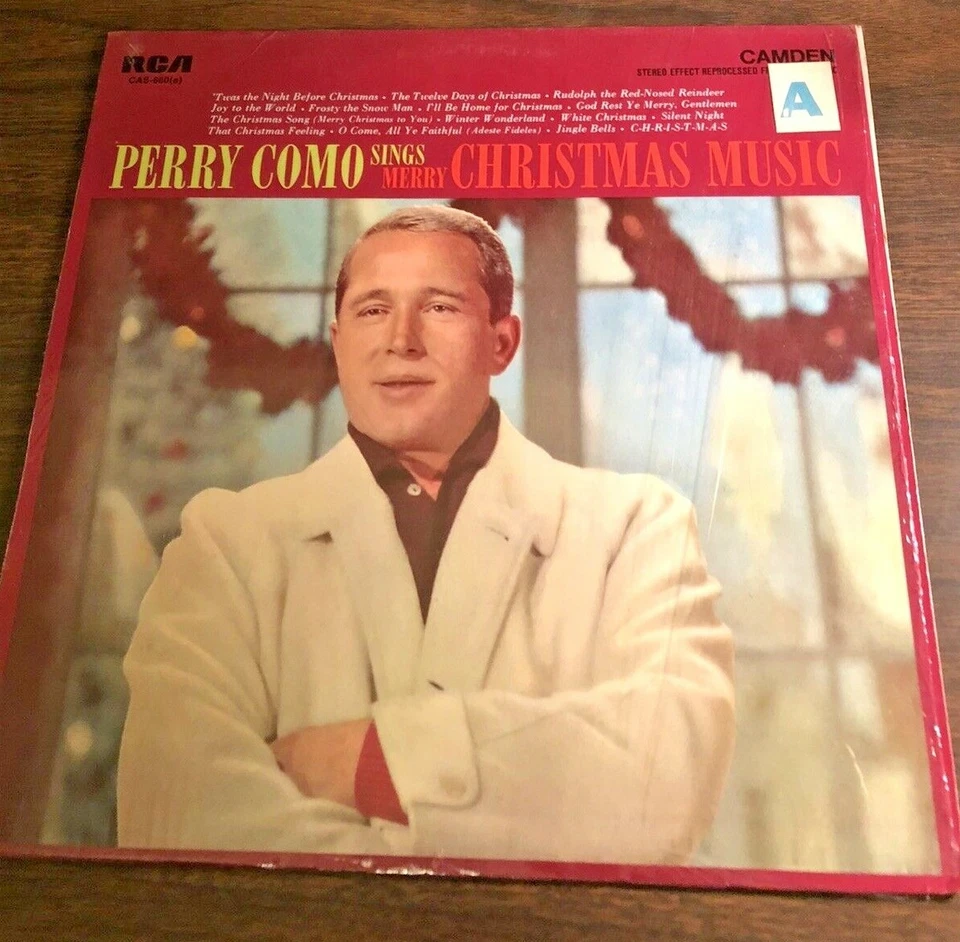 RCA
CAS-660(e)
CAMDEN
STEREO EFFECT REPROCESSED
A
'Twas the Night Before Christmas • The Twelve Days of Christmas • Rudolph the Red-Nosed Reindeer
Joy to the World • Frosty the Snow Man • I'll Be Home for Christmas • God Rest Ye Merry, Gentlemen
The Christmas Song (Merry Christmas to You) • Winter Wonderland • White Christmas • Silent Night
That Christmas Feeling • O Come, All Ye Faithful (Adeste Fideles) • Jingle Bells • C-H-R-I-S-T-M-A-S
PERRY COMO SINGS MERRY CHRISTMAS MUSIC